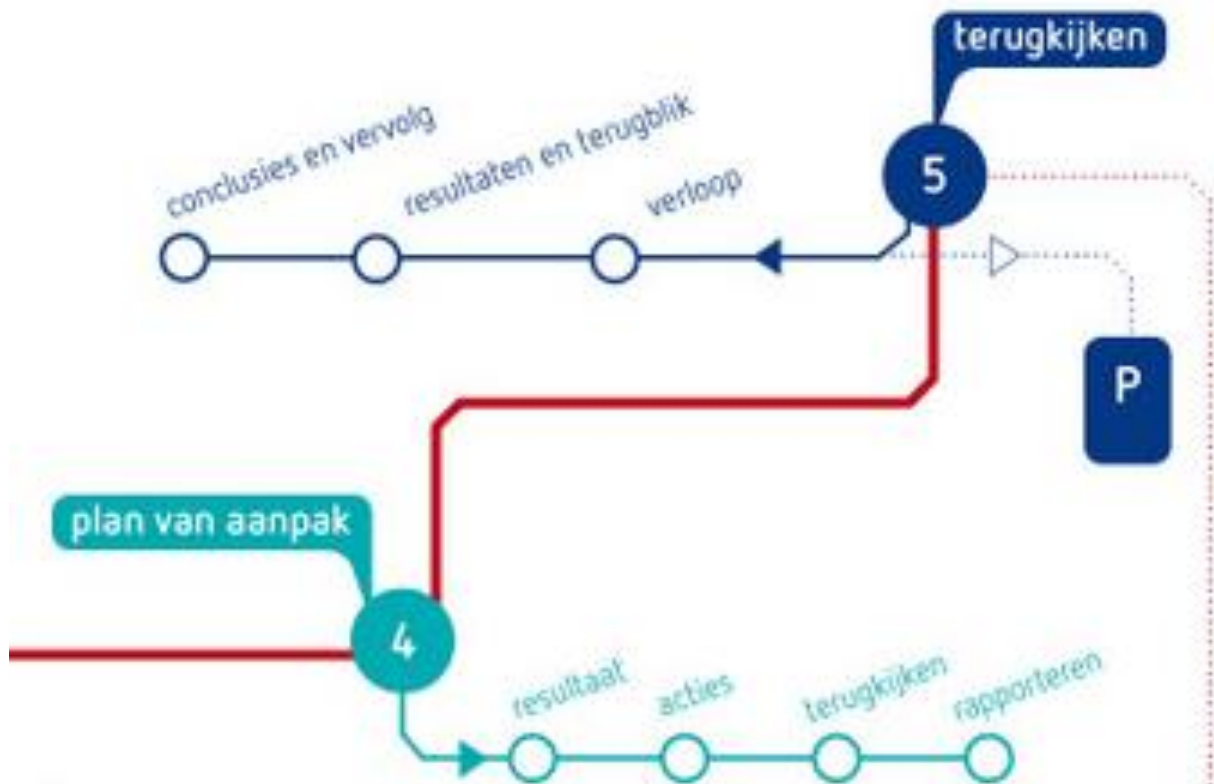 terugkijken
5
conclusies en vervolg
resultaten en terugblik
verloop
P
plan van aanpak
4
resultaat
acties
terugkijken
rapporteren